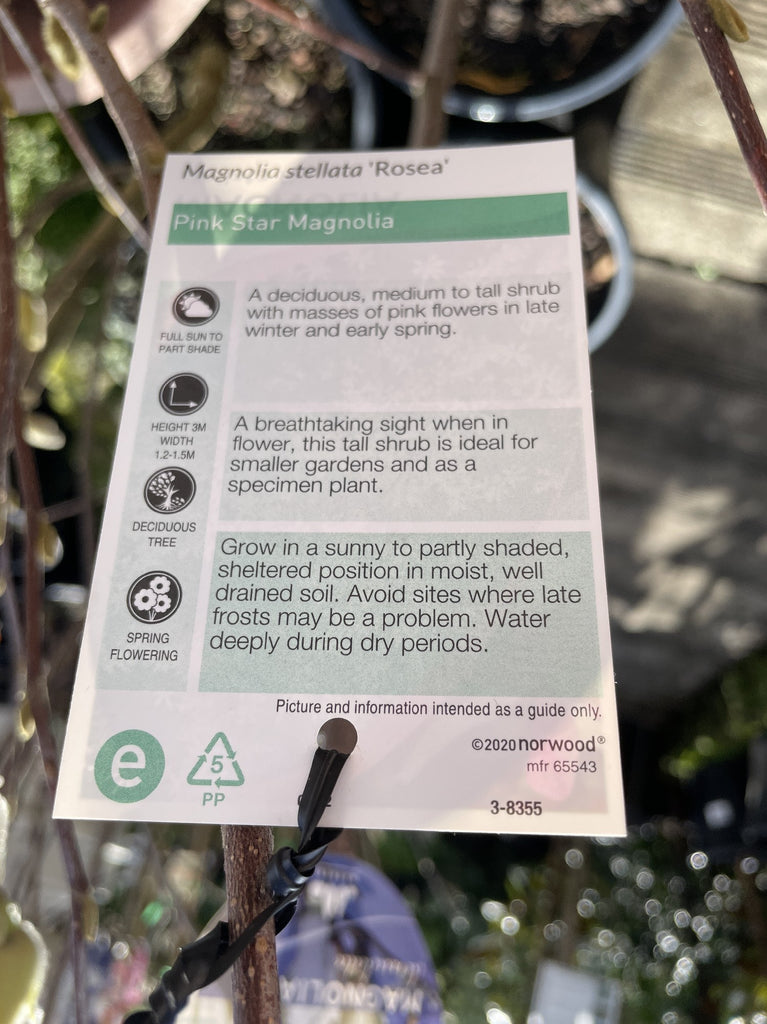 Magnolia stellata 'Rosea'
Pink Star Magnolia
FULL SUN TO
PART SHADE
A deciduous, medium to tall shrub
with masses of pink flowers in late
winter and early spring.
HEIGHT 3M
WIDTH
1.2-1.5M
A breathtaking sight when in
flower, this tall shrub is ideal for
smaller gardens and as a
specimen plant.
DECIDUOUS
TREE
Grow in a sunny to partly shaded,
sheltered position in moist, well
drained soil. Avoid sites where late
frosts may be a problem. Water
deeply during dry periods.
SPRING
FLOWERING
Picture and information intended as a guide only.
e
5
PP
©2020 norwood®
mfr 65543
3-8355
MAGNOLIA